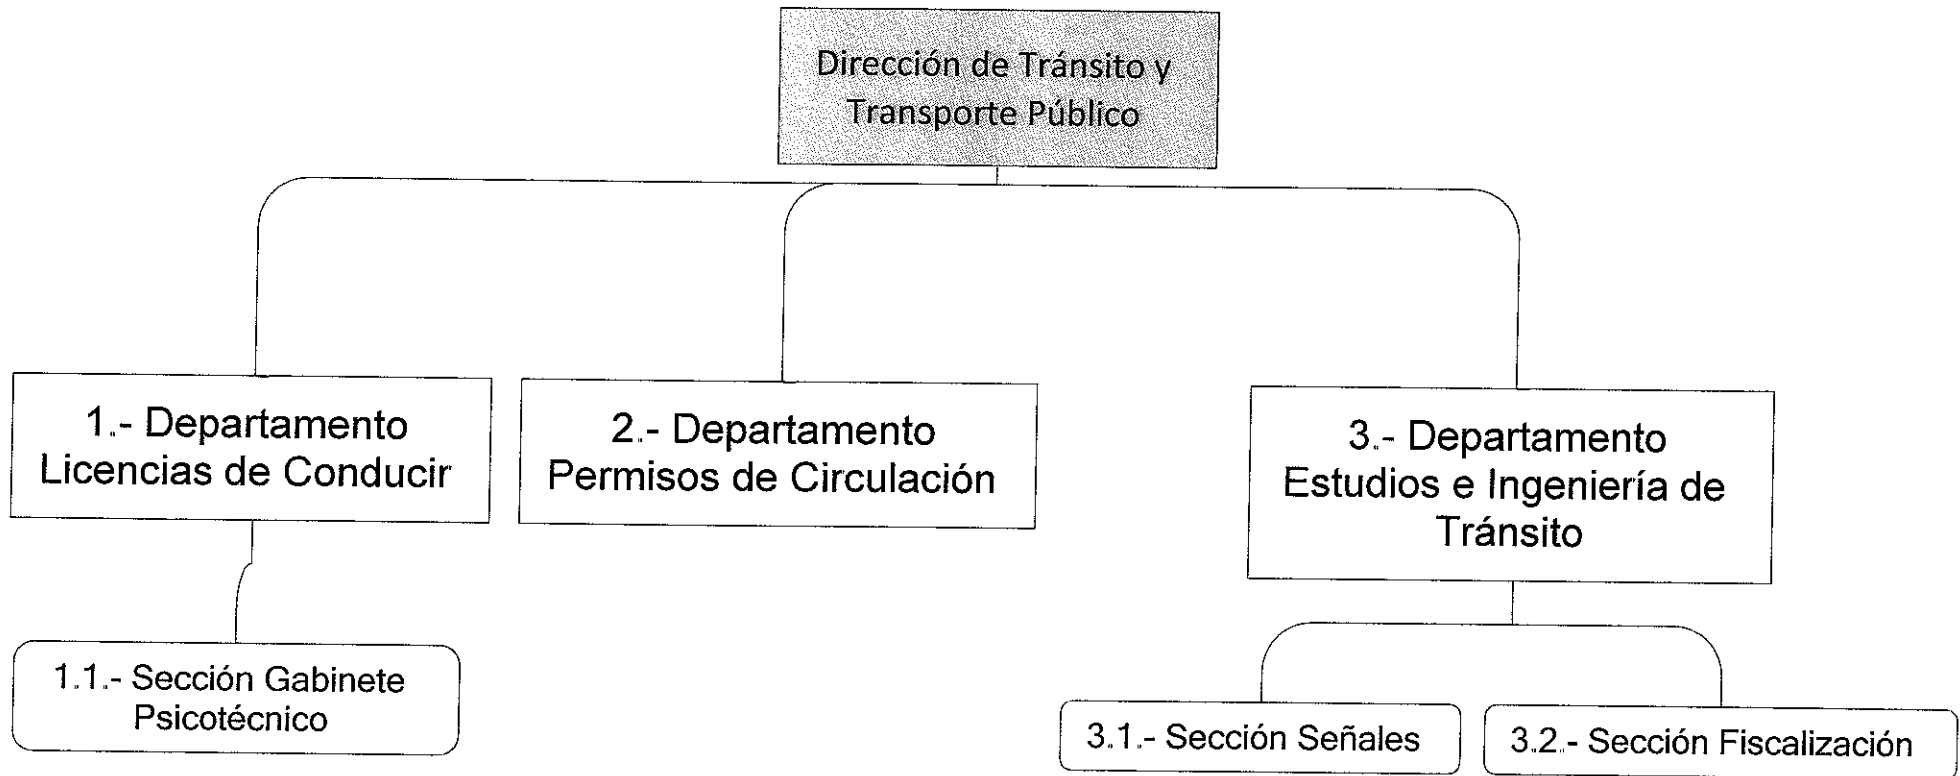 Dirección de Tránsito y
Transporte Público
1.- Departamento
Licencias de Conducir
2.- Departamento
Permisos de Circulación
3.- Departamento
Estudios e Ingeniería de
Tránsito
1.1.- Sección Gabinete
Psicotécnico
3.1.- Sección Señales
3.2.- Sección Fiscalización